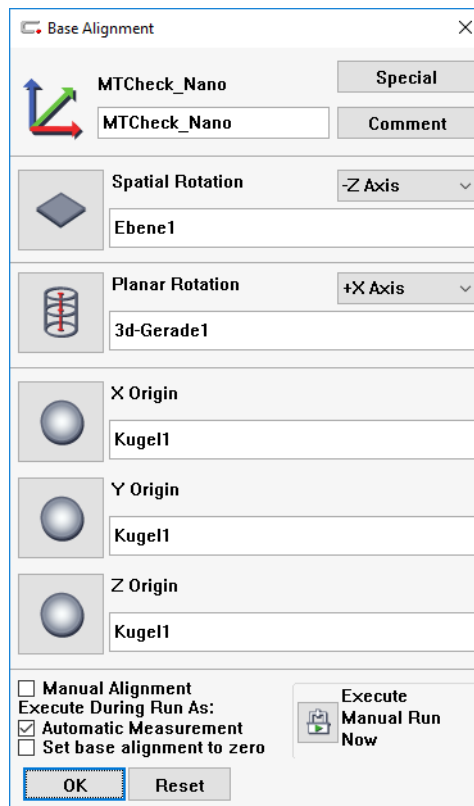 Base Alignment
MTCheck_Nano
Special
MTCheck_Nano
Comment
Spatial Rotation
-Z Axis
Ebene1
Planar Rotation
+X Axis
3d-Gerade1
X Origin
Kugel1
Y Origin
Kugel1
Z Origin
Kugel1
Manual Alignment
Execute During Run As:
Automatic Measurement
Set base alignment to zero
Execute
Manual Run
Now
OK
Reset